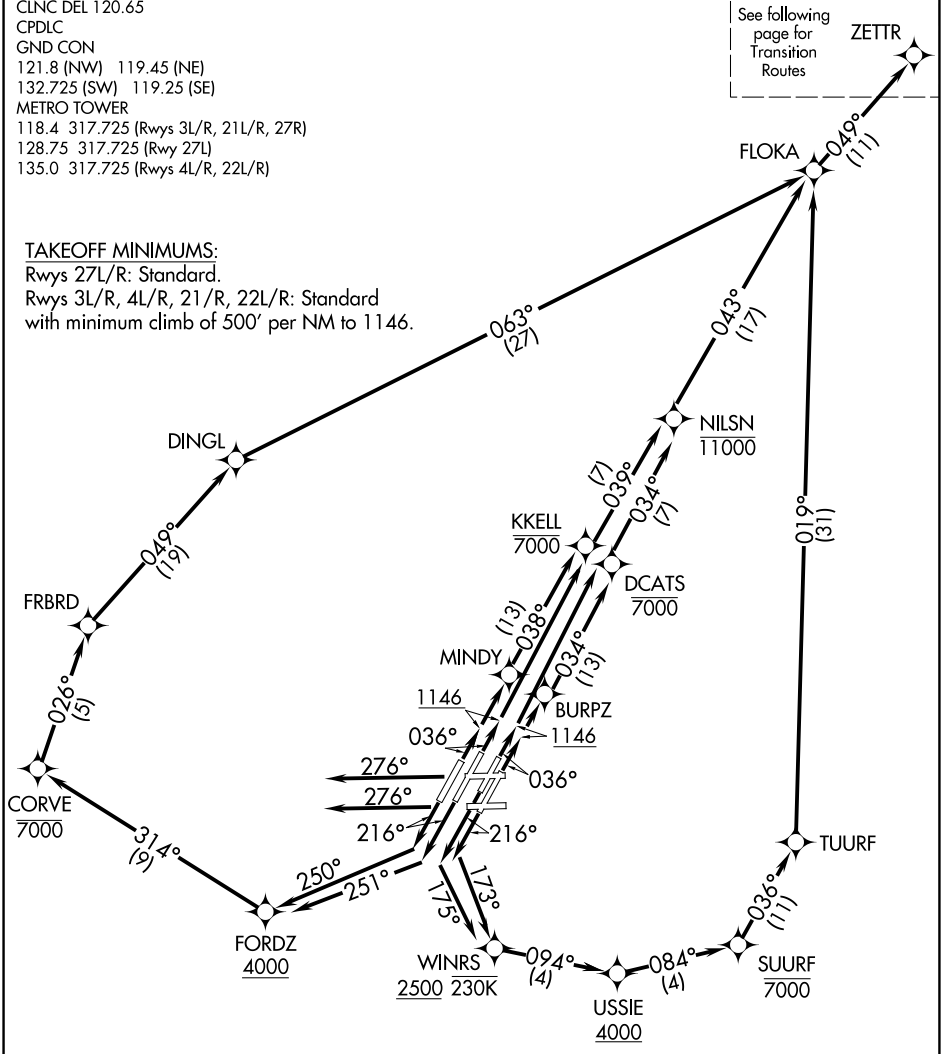 CLNC DEL 120.65
CPDLC
GND CON
121.8 (NW) 119.45 (NE)
132.725 (SW) 119.25 (SE)
METRO TOWER
118.4 317.725 (Rwys 3L/R, 21L/R, 27R)
128.75 317.725 (Rwy 27L)
135.0 317.725 (Rwys 4L/R, 22L/R)
See following
page for
Transition
Routes
ZETTR
049°
(11)
FLOKA
TAKEOFF MINIMUMS:
Rwys 27L/R: Standard.
Rwys 3L/R, 4L/R, 21/R, 22L/R: Standard
with minimum climb of 500' per NM to 1146.
063°
(27)
043°
(17)
DINGL
NILSN
11000
049°
(19)
(7)
039°
034°
(7)
019°
(31)
KKELL
7000
DCATS
7000
FRBRD
(13)
038°
034°
(13)
MINDY
BURPZ
026°
(5)
1146
1146
036°
036°
276°
276°
CORVE
7000
216°
216°
TUURF
314°
(9)
250°
251°
175°
173°
036°
(11)
FORDZ
4000
WINRS
2500 230K
094°
(4)
084°
(4)
SUURF
7000
USSIE
4000